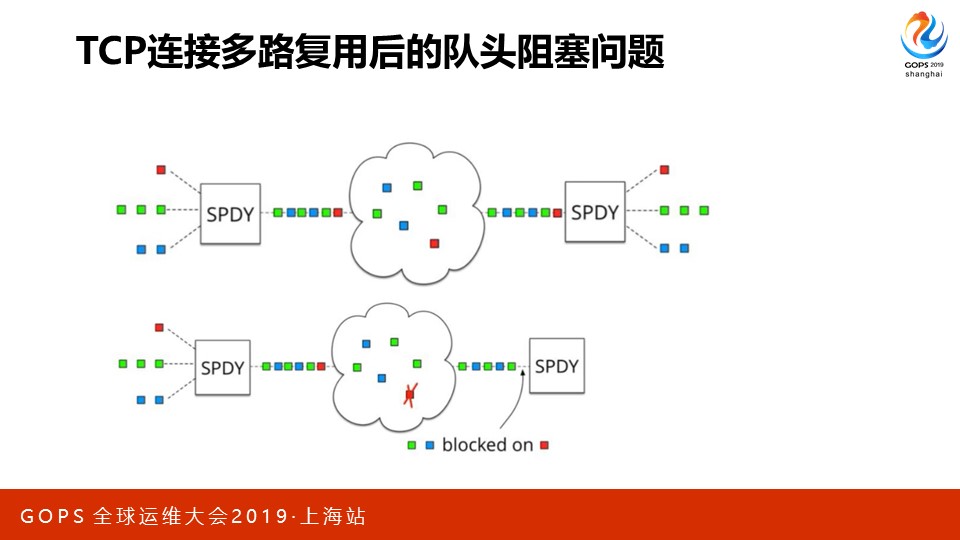 TCP连接多路复用后的队头阻塞问题
GOPS 2019
shanghai
SPDY
SPDY
SPDY
SPDY
blocked on
GOPS 全球运维大会2019·上海站